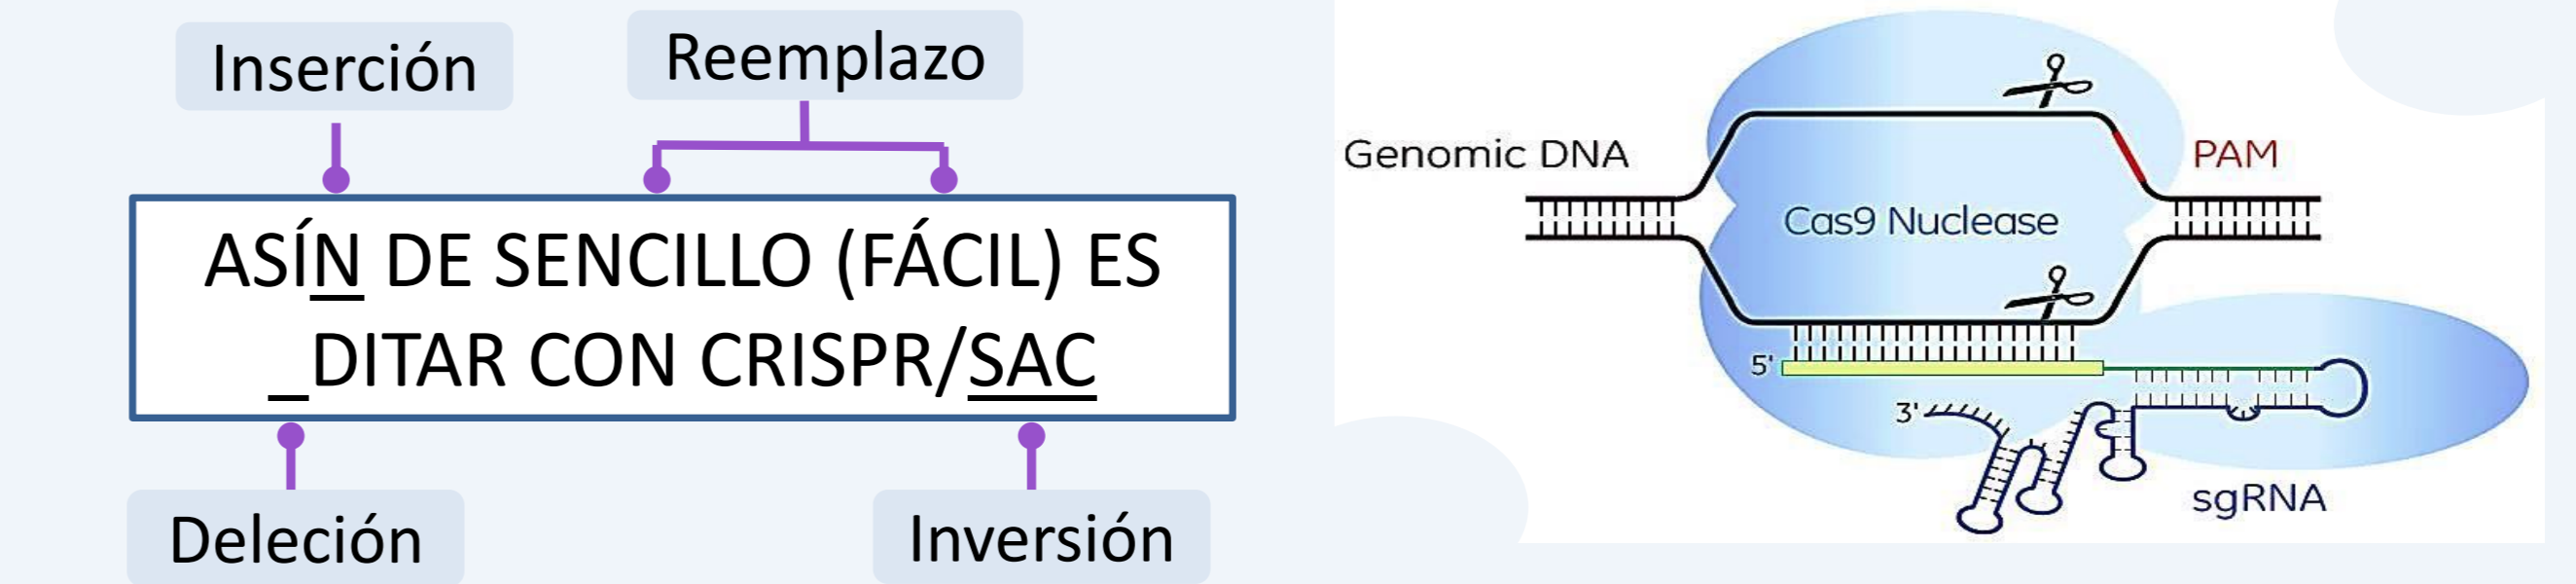 Inserción
Reemplazo
ASÍN DE SENCILLO (FÁCIL) ES
_DITAR CON CRISPR/SAC
Deleción
Inversión
Genomic DNA
PAM
Cas9 Nuclease
5'
3'
sgRNA